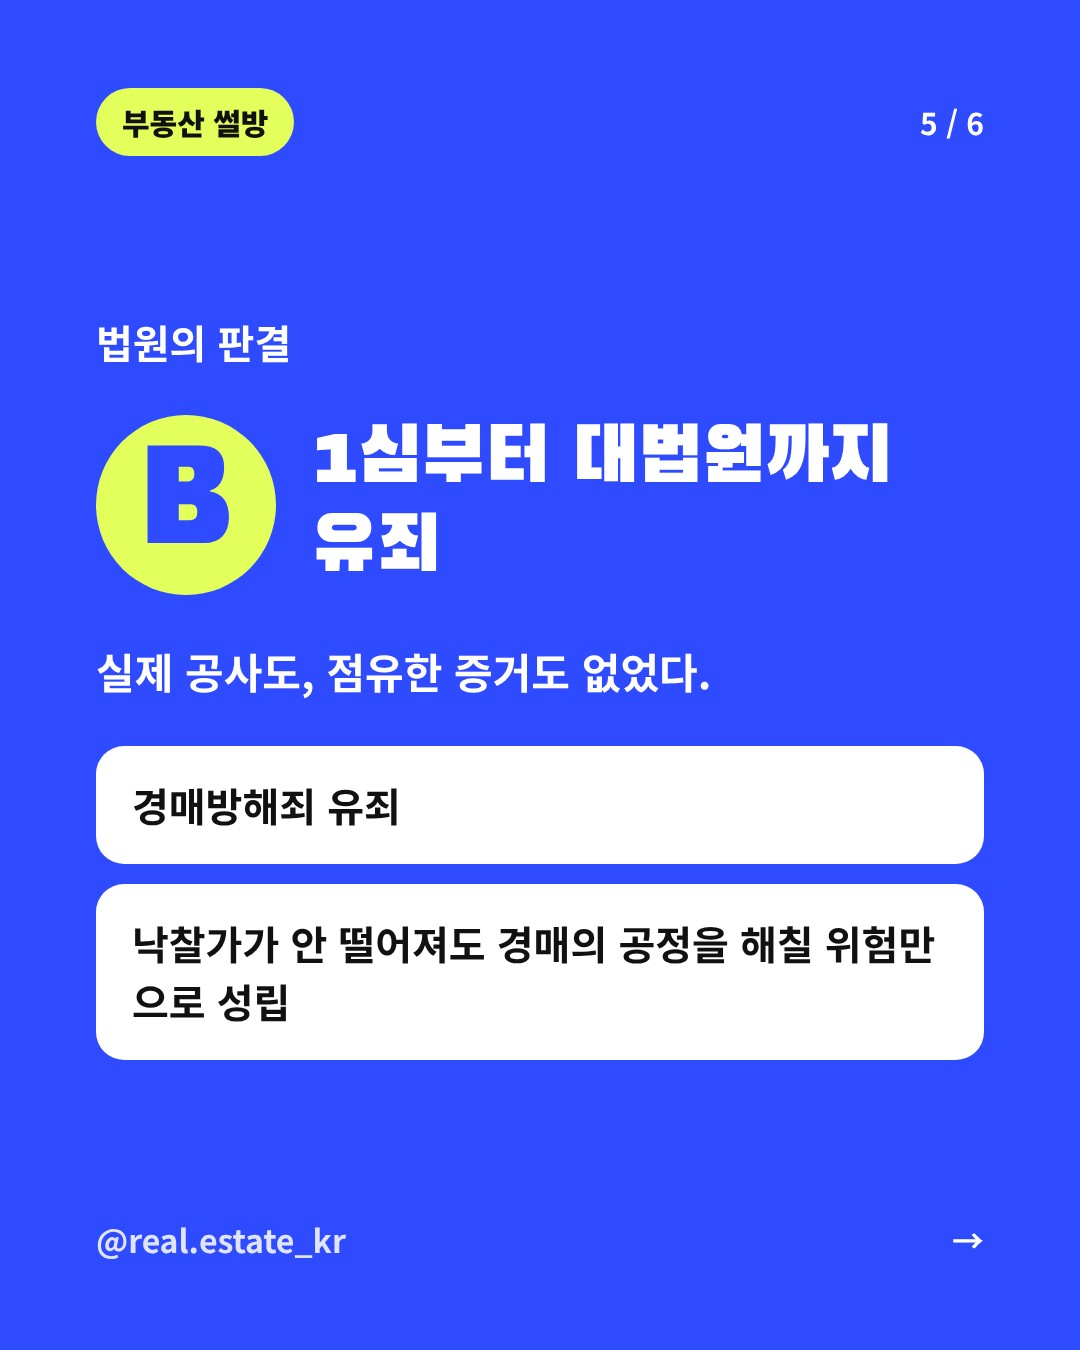 부동산 썰방
5 / 6
법원의 판결
B
1심부터 대법원까지
유죄
실제 공사도, 점유한 증거도 없었다.
경매방해죄 유죄
낙찰가가 안 떨어져도 경매의 공정을 해칠 위험만
으로 성립
@real.estate_kr
→